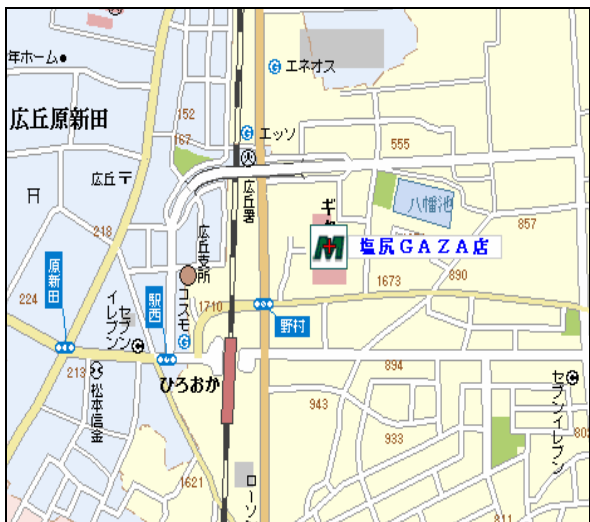 年ホーム
エネオス
広丘原新田
152
167
エッソ
555
広丘〒
広丘署
八幡池
ギ
218
広丘支所
M
塩尻GAZA店
857
原新田
224
セブン
イレブン
駅西
コスモ
1710
1673
890
野村
213
ひろおか
松本信金
894
943
933
セブンイレブン
802
1621
ローソン
811